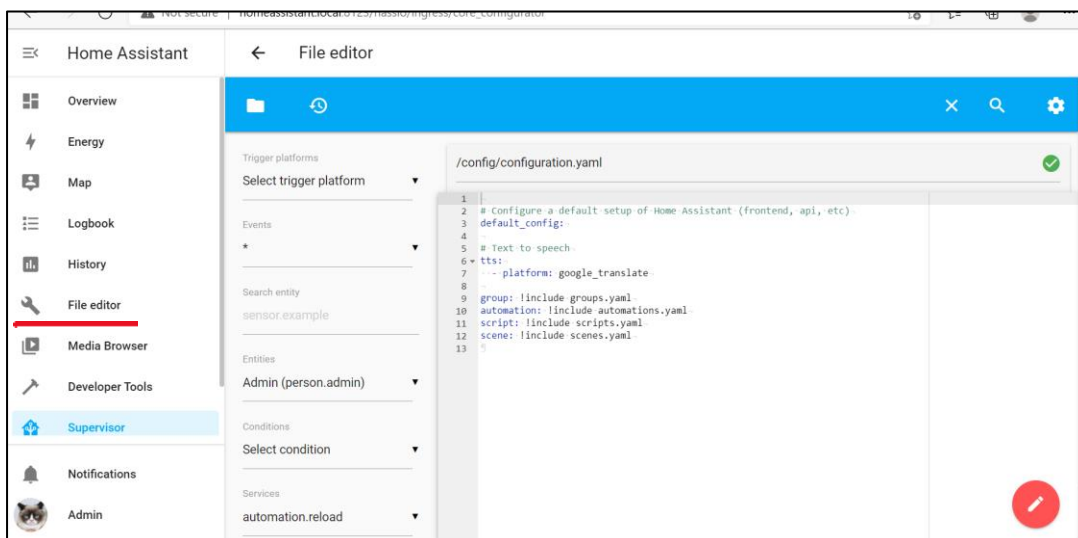 Not secure | homeassistant.local:8123/hassio/ingress/core_configurator
Home Assistant
File editor
Overview
Energy
Map
Logbook
History
File editor
Media Browser
Developer Tools
Supervisor
Notifications
Admin
Trigger platforms
Select trigger platform
Events
*
Search entity
sensor.example
Entities
Admin (person.admin)
Conditions
Select condition
Services
automation.reload
/config/configuration.yaml
1
2 # Configure a default setup of Home Assistant (frontend, api, etc)
3 default_config:
4
5 # Text to speech
6 tts:
7 - platform: google_translate
8
9 group: !include groups.yaml
10 automation: !include automations.yaml
11 script: !include scripts.yaml
12 scene: !include scenes.yaml
13